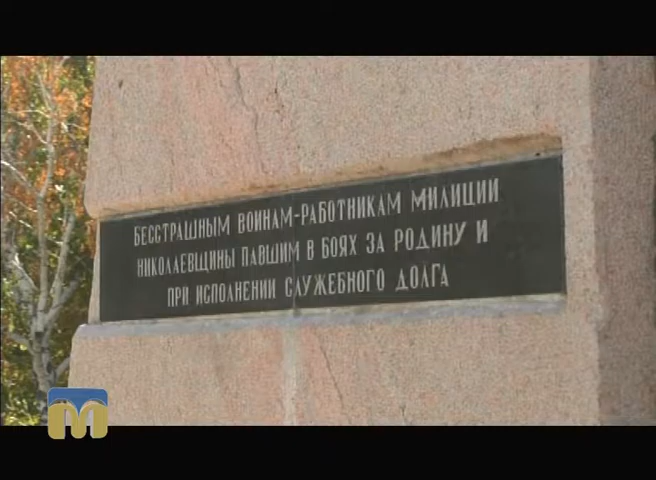 БЕССТРАШНЫМ ВОИНАМ-РАБОТНИКАМ МИЛИЦИИ
НИКОЛАЕВЩИНЫ ПАВШИМ В БОЯХ ЗА РОДИНУ И
ПРИ ИСПОЛНЕНИИ СЛУЖЕБНОГО ДОЛГА